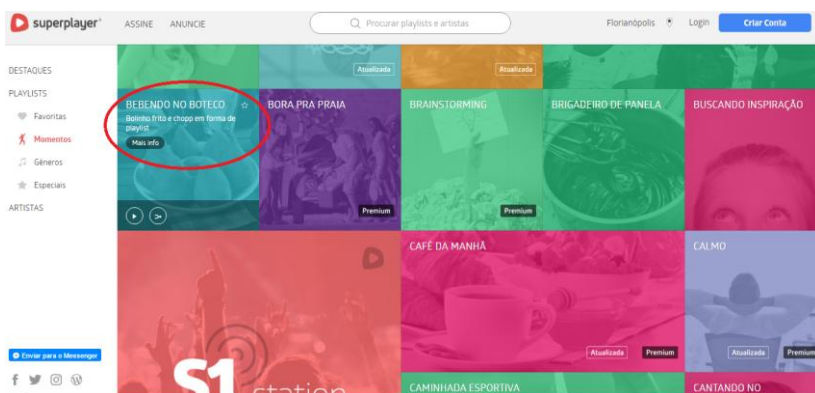 superplayer
ASSINE ANUNCIE
Procurar playlists e artistas
Florianópolis Login Criar Conta
DESTAQUES
PLAYLISTS
Favoritas
Momentos
Gêneros
Especiais
ARTISTAS
Enviar para o Messenger
Atualizada
Atualizada
BEBENDO NO BOTECO
Bolinho frito e chopp em forma de
playlist
Mais info
BORA PRA PRAIA
Premium
BRAINSTORMING
Premium
BRIGADEIRO DE PANELA
BUSCANDO INSPIRAÇÃO
S1
station
CAFÉ DA MANHÃ
Atualizada Premium
CALMO
Atualizada Premium
CAMINHADA ESPORTIVA
CANTANDO NO